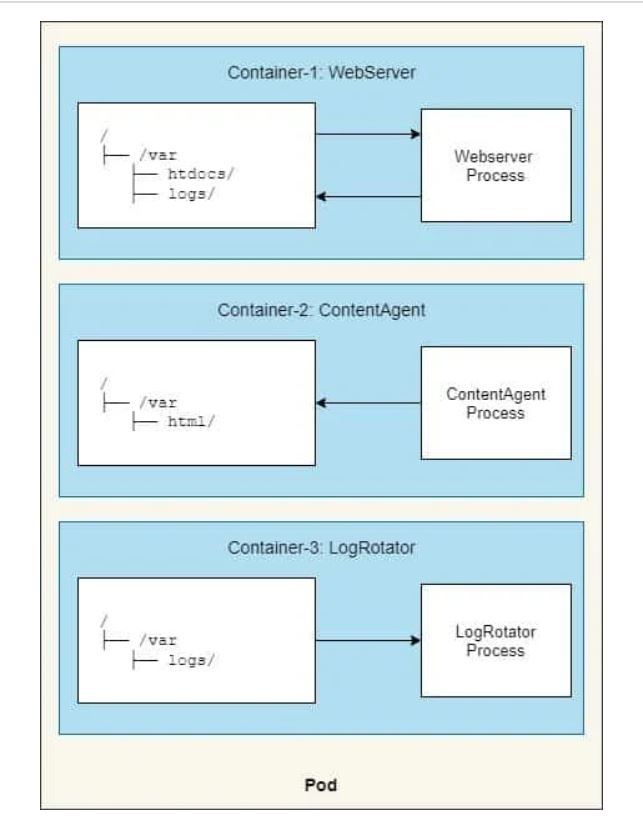 Container-1: WebServer
/
/var
htdocs/
logs/
Webserver
Process
Container-2: ContentAgent
/
/var
html/
ContentAgent
Process
Container-3: LogRotator
/
/var
logs/
LogRotator
Process
Pod